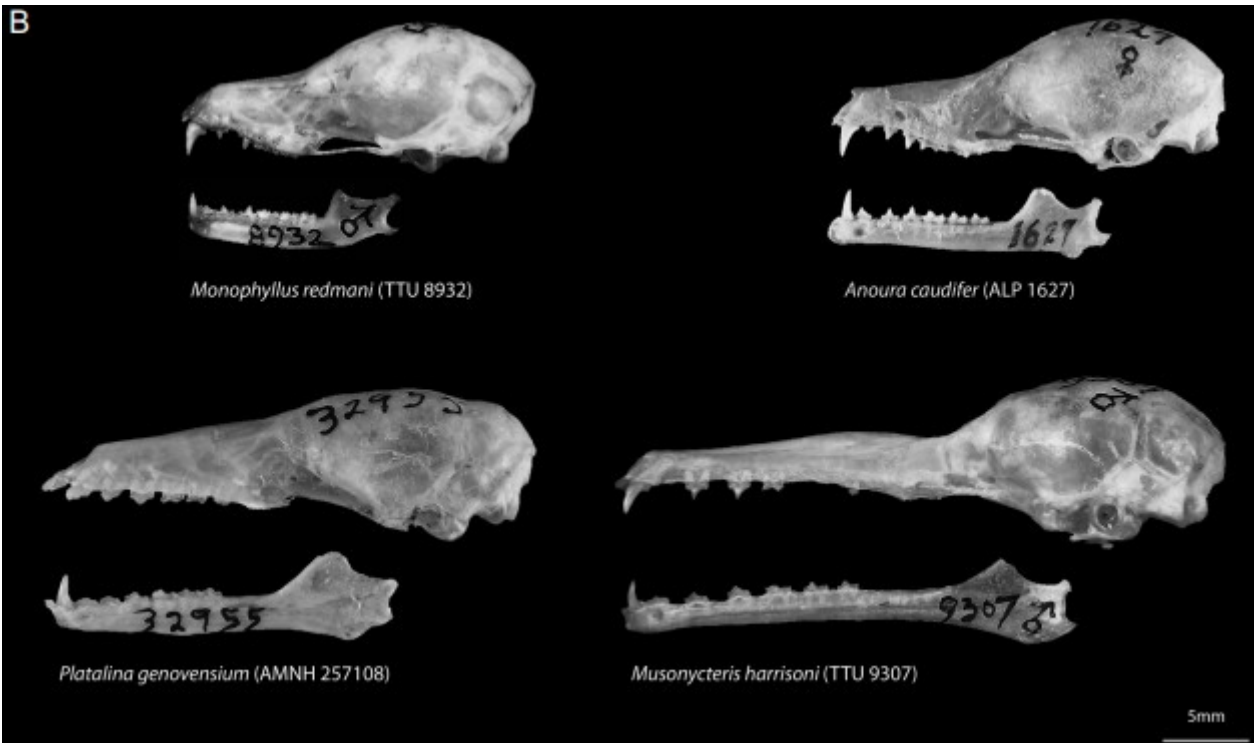 B
1627
8932
1627
Monophyllus redmani (TTU 8932)
Anoura caudifer (ALP 1627)
32955
9307
Platalina genovensium (AMNH 257108)
Musonycteris harrisoni (TTU 9307)
5mm